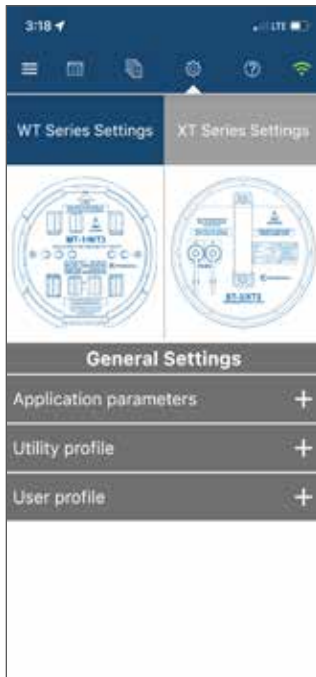 3:18
LTE
WT Series Settings
XT Series Settings
General Settings
Application parameters
+
Utility profile
+
User profile
+